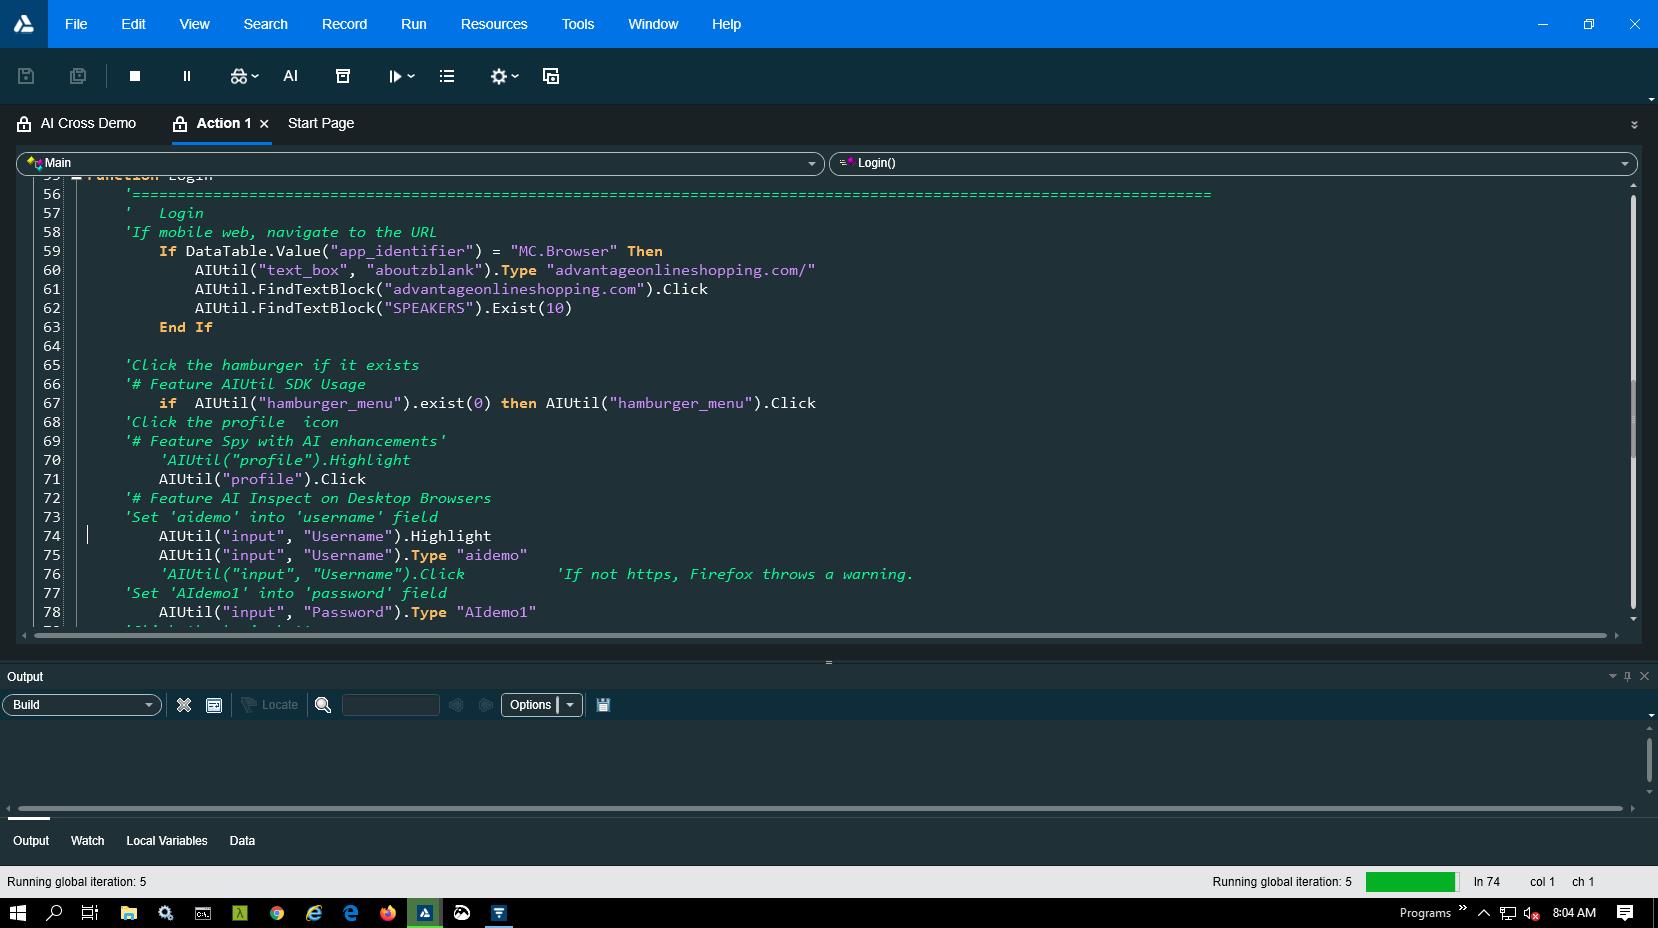 File Edit View Search Record Run Resources Tools Window Help
AI
AI Cross Demo Action 1 Start Page
Main Login()
55 Function Login
56 '========================================================================================================================
57 ' Login
58 'If mobile web, navigate to the URL
59 If DataTable.Value("app_identifier") = "MC.Browser" Then
60 AIUtil("text_box", "aboutzblank").Type "advantageonlineshopping.com/"
61 AIUtil.FindTextBlock("advantageonlineshopping.com").Click
62 AIUtil.FindTextBlock("SPEAKERS").Exist(10)
63 End If
64
65 'Click the hamburger if it exists
66 '# Feature AIUtil SDK Usage
67 if AIUtil("hamburger_menu").exist(0) then AIUtil("hamburger_menu").Click
68 'Click the profile icon
69 '# Feature Spy with AI enhancements'
70 'AIUtil("profile").Highlight
71 AIUtil("profile").Click
72 '# Feature AI Inspect on Desktop Browsers
73 'Set 'aidemo' into 'username' field
74 AIUtil("input", "Username").Highlight
75 AIUtil("input", "Username").Type "aidemo"
76 'AIUtil("input", "Username").Click 'If not https, Firefox throws a warning.
77 'Set 'AIdemo1' into 'password' field
78 AIUtil("input", "Password").Type "AIdemo1"
Output
Build Locate Options
Output Watch Local Variables Data
Running global iteration: 5 Running global iteration: 5 ln 74 col 1 ch 1
Programs 8:04 AM